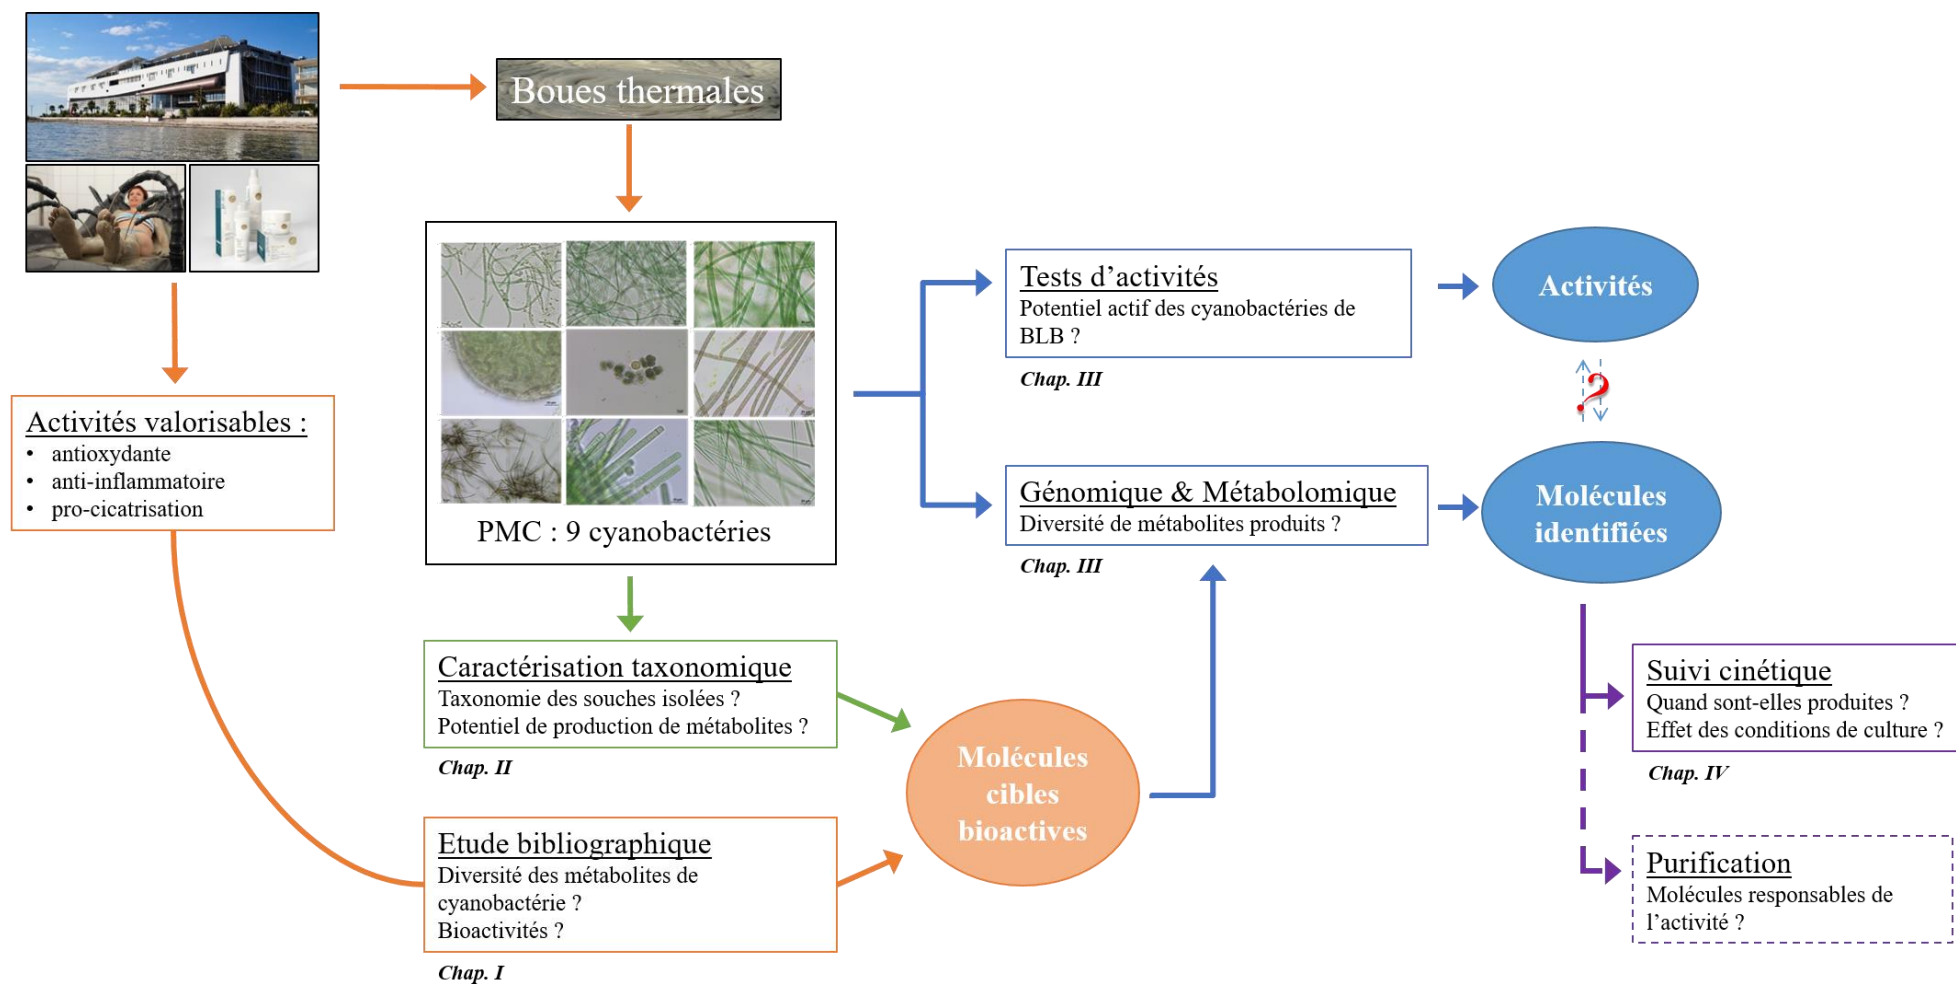 Boues thermales
Activités valorisables :
• antioxydante
• anti-inflammatoire
• pro-cicatrisation
PMC : 9 cyanobactéries
Caractérisation taxonomique
Taxonomie des souches isolées ?
Potentiel de production de métabolites ?
Chap. II
Etude bibliographique
Diversité des métabolites de
cyanobactérie ?
Bioactivités ?
Chap. I
Molécules
cibles
bioactives
Tests d’activités
Potentiel actif des cyanobactéries de
BLB ?
Chap. III
Génomique & Métabolomique
Diversité de métabolites produits ?
Chap. III
Activités
?
Molécules
identifiées
Suivi cinétique
Quand sont-elles produites ?
Effet des conditions de culture ?
Chap. IV
Purification
Molécules responsables de
l’activité ?